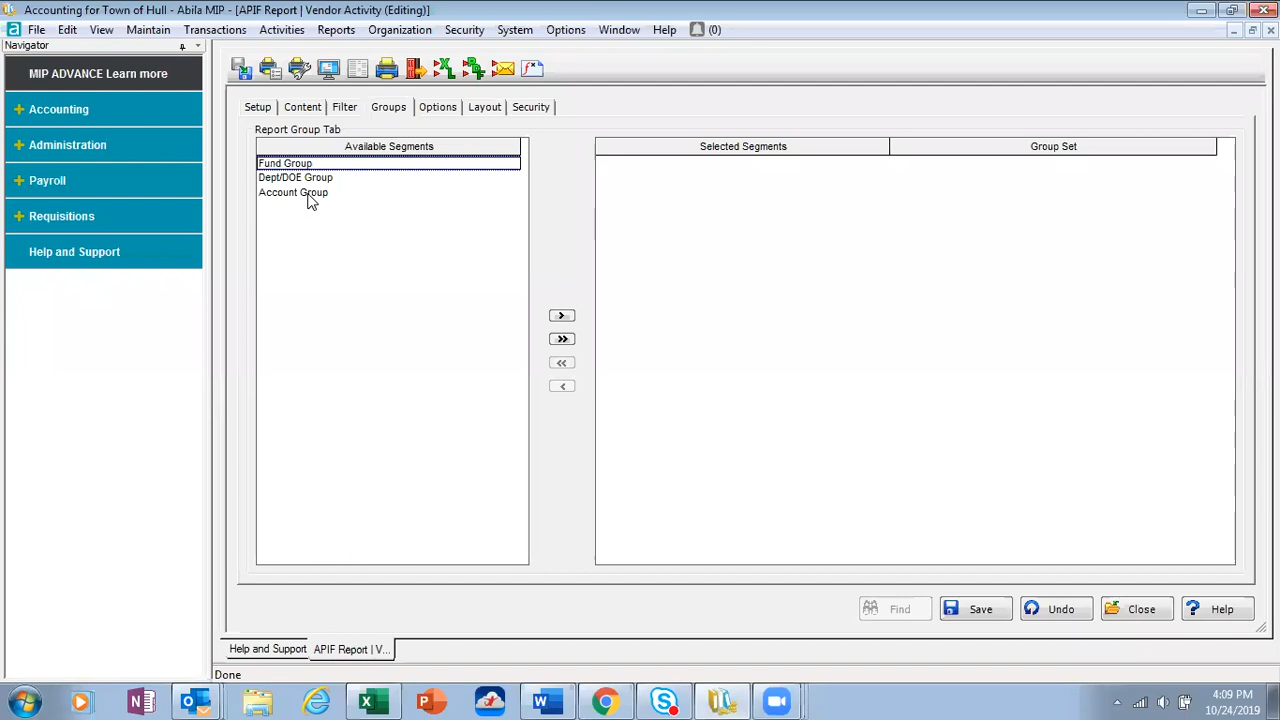 Accounting for Town of Hull - Abila MIP - [APIF Report | Vendor Activity (Editing)]
File Edit View Maintain Transactions Activities Reports Organization Security System Options Window Help (0)
Navigator
MIP ADVANCE Learn more
Accounting
Administration
Payroll
Requisitions
Help and Support
Setup Content Filter Groups Options Layout Security
Report Group Tab
Available Segments
Fund Group
Dept/DOE Group
Account Group
Selected Segments Group Set
Find Save Undo Close Help
Help and Support APIF Report | V...
Done
4:09 PM
10/24/2019